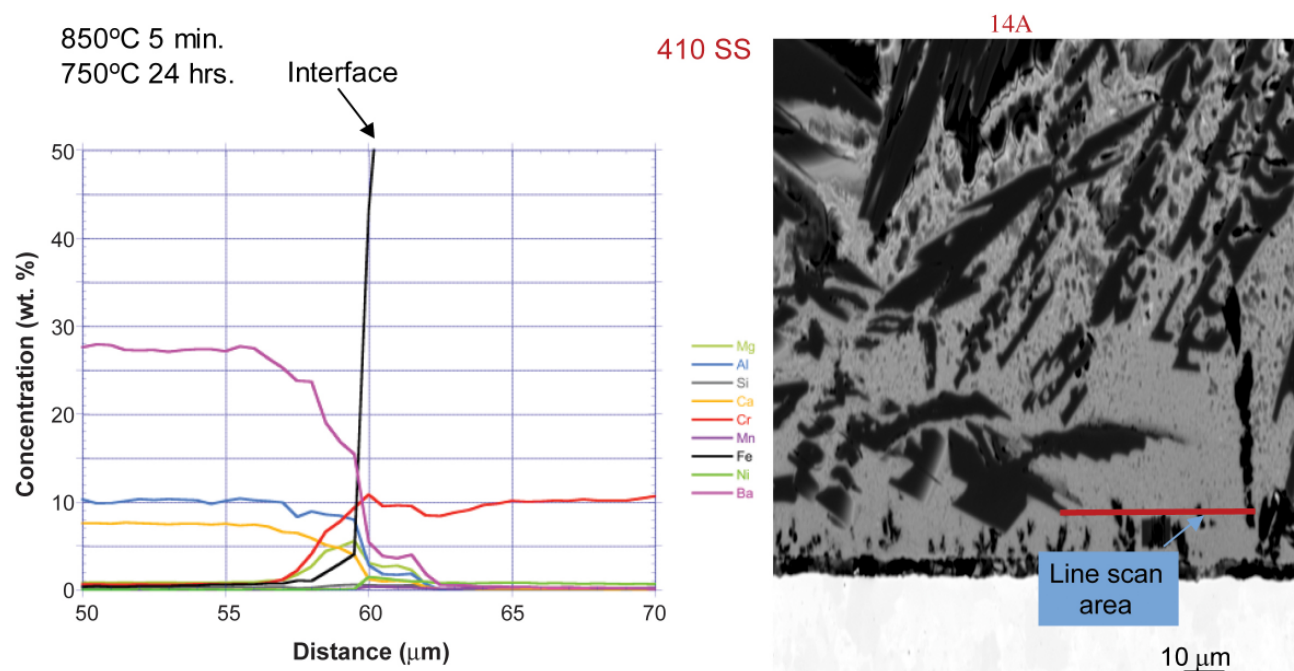 850ºC 5 min.
750ºC 24 hrs.
Interface
410 SS
14A
50
40
30
20
10
0
Concentration (wt. %)
50
55
60
65
70
Distance (μm)
Mg
Al
Si
Ca
Cr
Mn
Fe
Ni
Ba
Line scan
area
10 μm